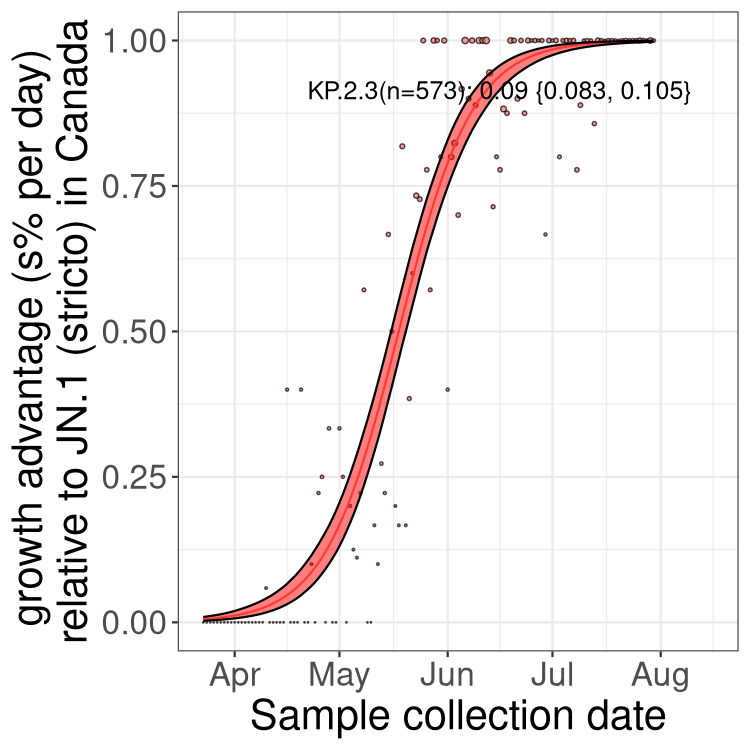 growth advantage (s% per day)
relative to JN.1 (stricto) in Canada
1.00
0.75
0.50
0.25
0.00
KP.2.3(n=573): 0.09 {0.083, 0.105}
Apr May Jun Jul Aug
Sample collection date